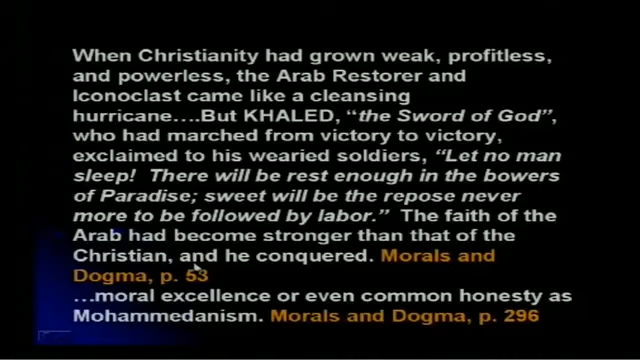 When Christianity had grown weak, profitless,
and powerless, the Arab Restorer and
Iconoclast came like a cleansing
hurricane….But KHALED, “the Sword of God”,
who had marched from victory to victory,
exclaimed to his wearied soldiers, “Let no man
sleep! There will be rest enough in the bowers
of Paradise; sweet will be the repose never
more to be followed by labor.” The faith of the
Arab had become stronger than that of the
Christian, and he conquered. Morals and
Dogma, p. 53
…moral excellence or even common honesty as
Mohammedanism. Morals and Dogma, p. 296